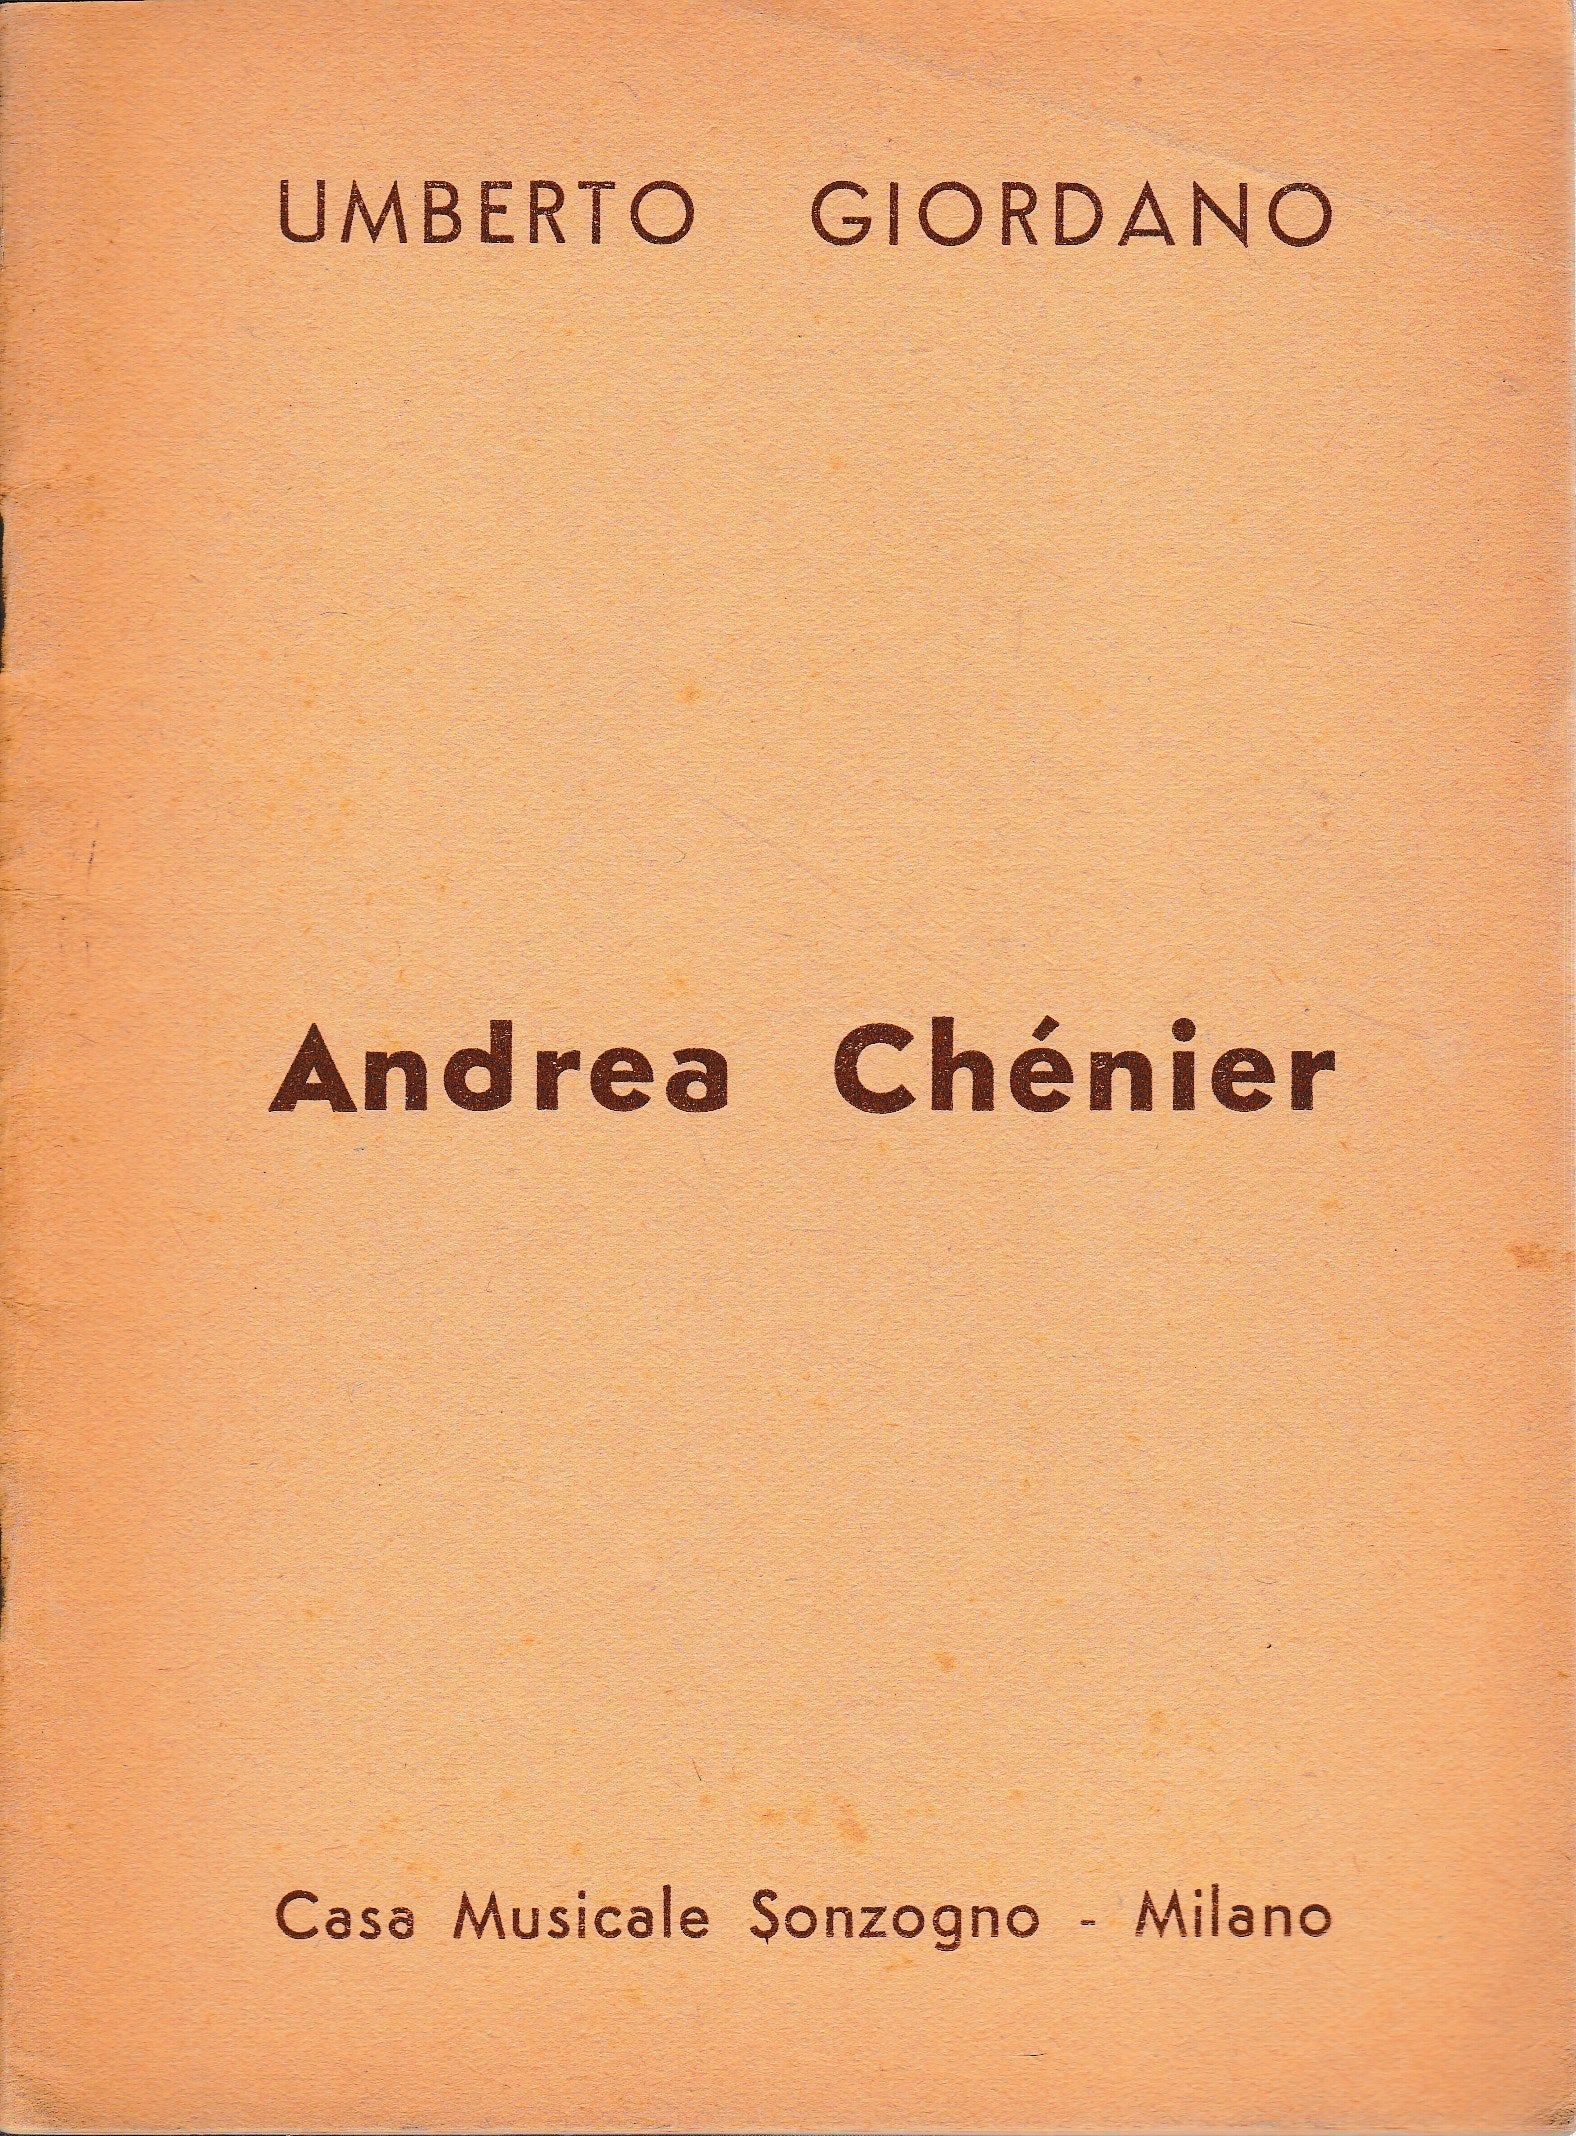 UMBERTO GIORDANO
Andrea Chénier
Casa Musicale Sonzogno - Milano